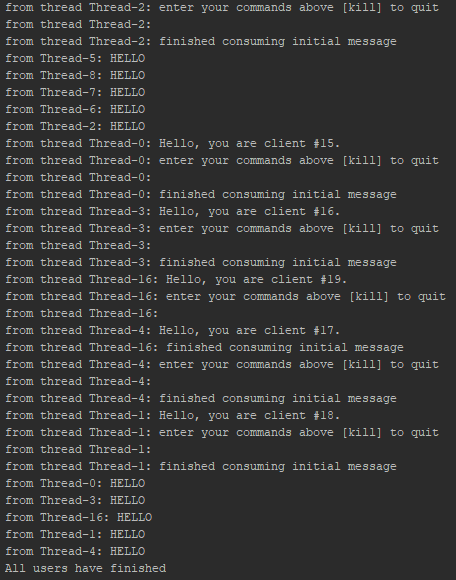 from thread Thread-2: enter your commands above [kill] to quit
from thread Thread-2:
from thread Thread-2: finished consuming initial message
from Thread-5: HELLO
from Thread-8: HELLO
from Thread-7: HELLO
from Thread-6: HELLO
from Thread-2: HELLO
from thread Thread-0: Hello, you are client #15.
from thread Thread-0: enter your commands above [kill] to quit
from thread Thread-0:
from thread Thread-0: finished consuming initial message
from thread Thread-3: Hello, you are client #16.
from thread Thread-3: enter your commands above [kill] to quit
from thread Thread-3:
from thread Thread-3: finished consuming initial message
from thread Thread-16: Hello, you are client #19.
from thread Thread-16: enter your commands above [kill] to quit
from thread Thread-16:
from thread Thread-4: Hello, you are client #17.
from thread Thread-16: finished consuming initial message
from thread Thread-4: enter your commands above [kill] to quit
from thread Thread-4:
from thread Thread-4: finished consuming initial message
from thread Thread-1: Hello, you are client #18.
from thread Thread-1: enter your commands above [kill] to quit
from thread Thread-1:
from thread Thread-1: finished consuming initial message
from Thread-0: HELLO
from Thread-3: HELLO
from Thread-16: HELLO
from Thread-1: HELLO
from Thread-4: HELLO
All users have finished